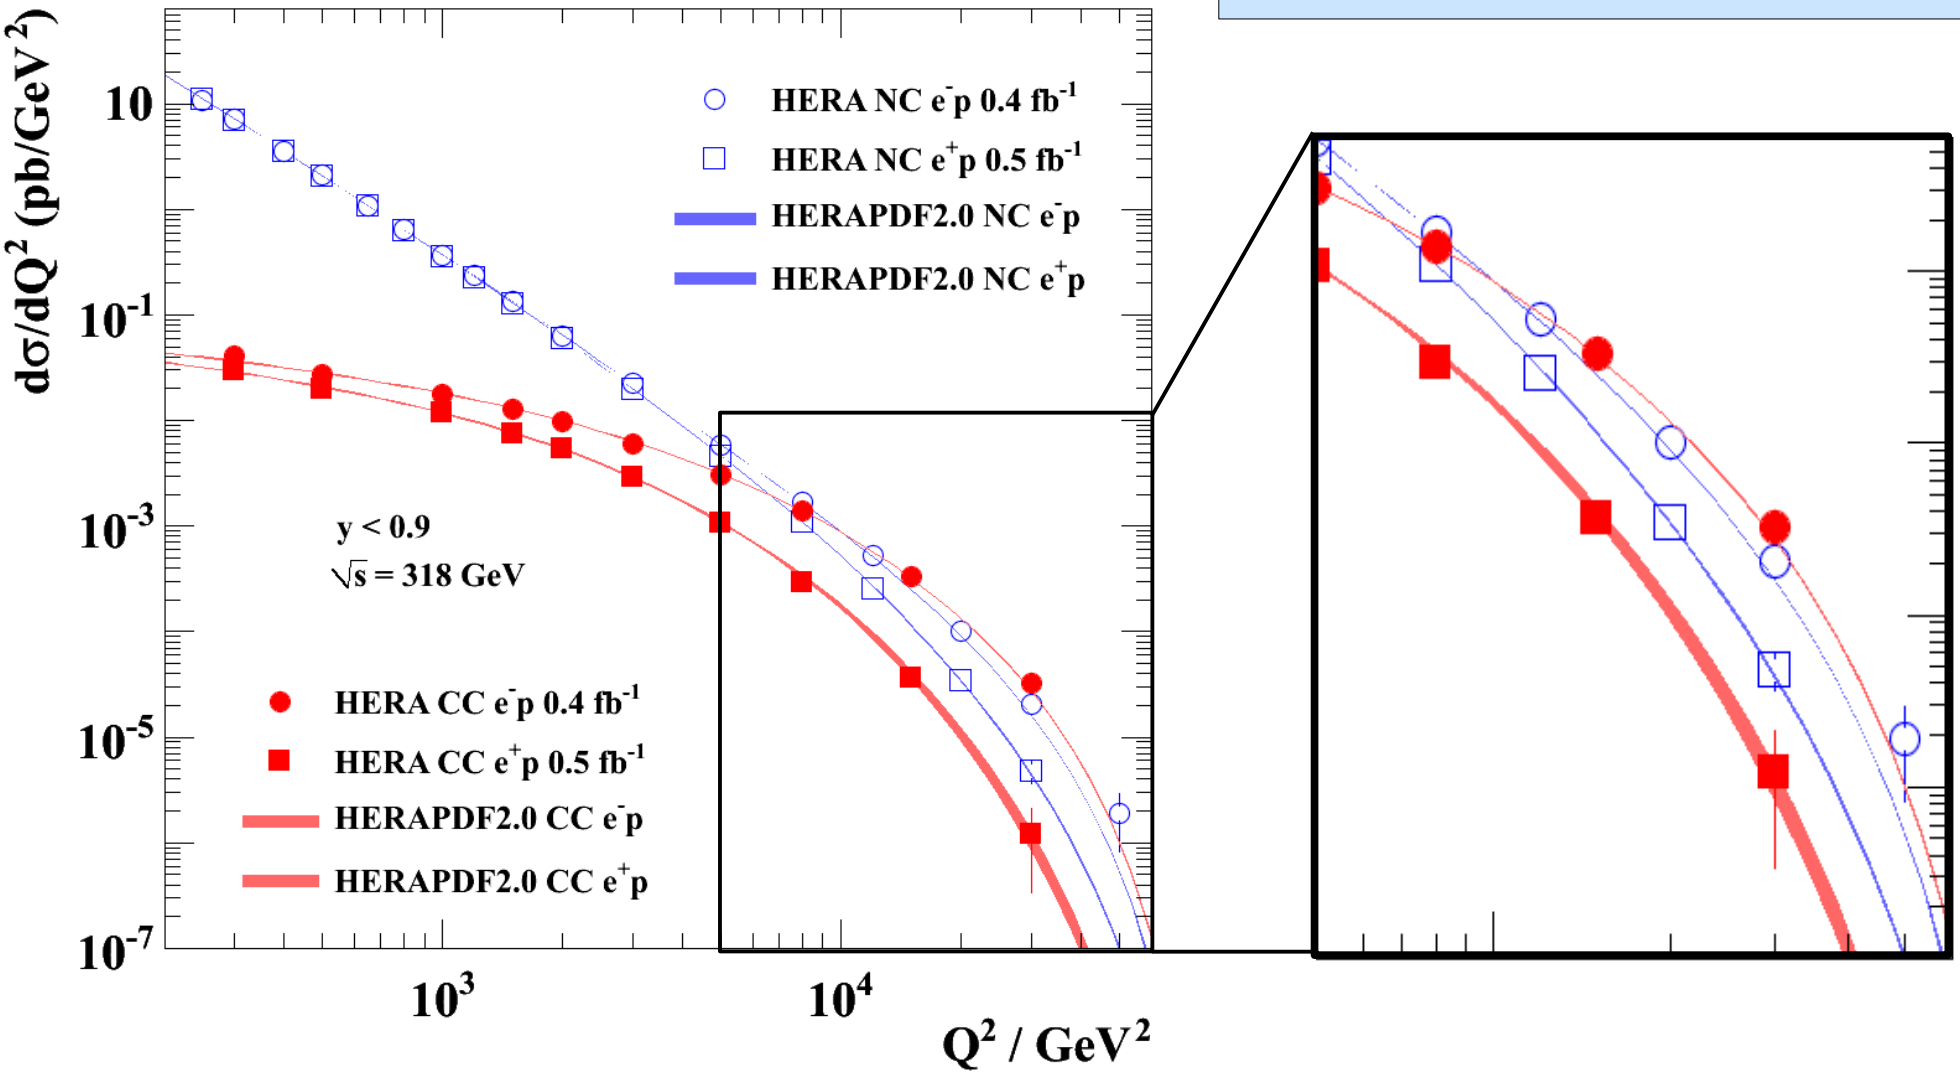 dσ/dQ² (pb/GeV²)
10
10⁻¹
10⁻³
10⁻⁵
10⁻⁷
HERA NC e⁻p 0.4 fb⁻¹
HERA NC e⁺p 0.5 fb⁻¹
HERAPDF2.0 NC e⁻p
HERAPDF2.0 NC e⁺p
y < 0.9
√s = 318 GeV
HERA CC e⁻p 0.4 fb⁻¹
HERA CC e⁺p 0.5 fb⁻¹
HERAPDF2.0 CC e⁻p
HERAPDF2.0 CC e⁺p
10³
10⁴
Q² / GeV²